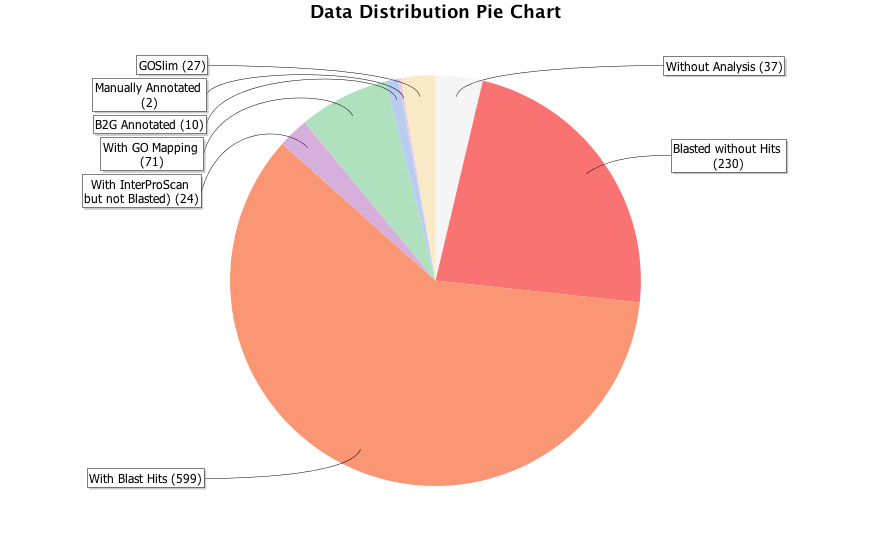 Data Distribution Pie Chart
GOSlim (27)
Without Analysis (37)
Manually Annotated
(2)
B2G Annotated (10)
With GO Mapping
(71)
Blasted without Hits
(230)
With InterProScan
but not Blasted) (24)
With Blast Hits (599)